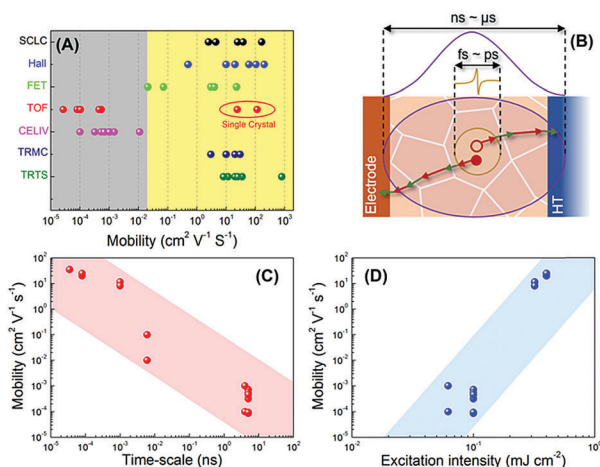 (A)
SCLC
Hall
FET
TOF
CELIV
TRMC
TRTS
Single Crystal
10⁻⁵ 10⁻⁴ 10⁻³ 10⁻² 10⁻¹ 10⁰ 10¹ 10² 10³
Mobility (cm² V⁻¹ S⁻¹)
(B)
ns ~ μs
fs ~ ps
Electrode
HT
(C)
Mobility (cm² V⁻¹ s⁻¹)
10²
10¹
10⁰
10⁻¹
10⁻²
10⁻³
10⁻⁴
10⁻⁵
10⁻⁵ 10⁻⁴ 10⁻³ 10⁻² 10⁻¹ 10⁰ 10¹ 10²
Time-scale (ns)
(D)
Mobility (cm² V⁻¹ s⁻¹)
10²
10¹
10⁰
10⁻¹
10⁻²
10⁻³
10⁻⁴
10⁻⁵
10⁻² 10⁻¹ 10⁰
Excitation intensity (mJ cm⁻²)